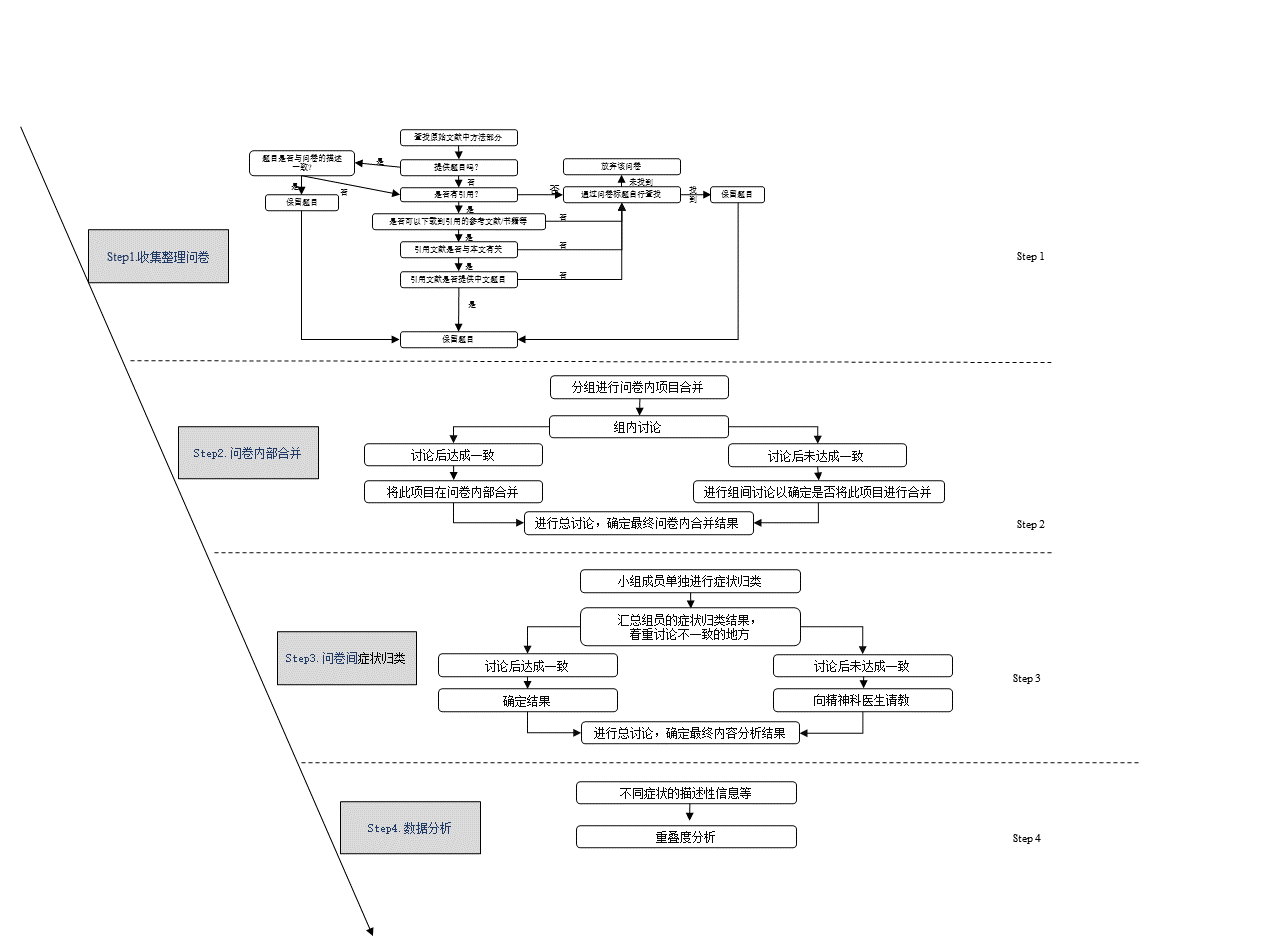 查找原始文献中方法部分
题目是否与问卷的描述
一致？
是
提供题目吗？
放弃该问卷
否
未找到
是
否
是否有引用？
否
通过问卷标题自行查找
找
到
保留题目
保留题目
是
是否可以下载到引用的参考文献/书籍等
否
是
引用文献是否与本文有关
否
Step1.收集整理问卷
Step 1
是
引用文献是否提供中文题目
否
是
保留题目
分组进行问卷内项目合并
组内讨论
Step2. 问卷内部合并
讨论后达成一致
讨论后未达成一致
将此项目在问卷内部合并
进行组间讨论以确定是否将此项目进行合并
进行总讨论，确定最终问卷内合并结果
Step 2
小组成员单独进行症状归类
汇总组员的症状归类结果，
着重讨论不一致的地方
Step3. 问卷间症状归类
讨论后达成一致
讨论后未达成一致
Step 3
确定结果
向精神科医生请教
进行总讨论，确定最终内容分析结果
不同症状的描述性信息等
Step4. 数据分析
重叠度分析
Step 4